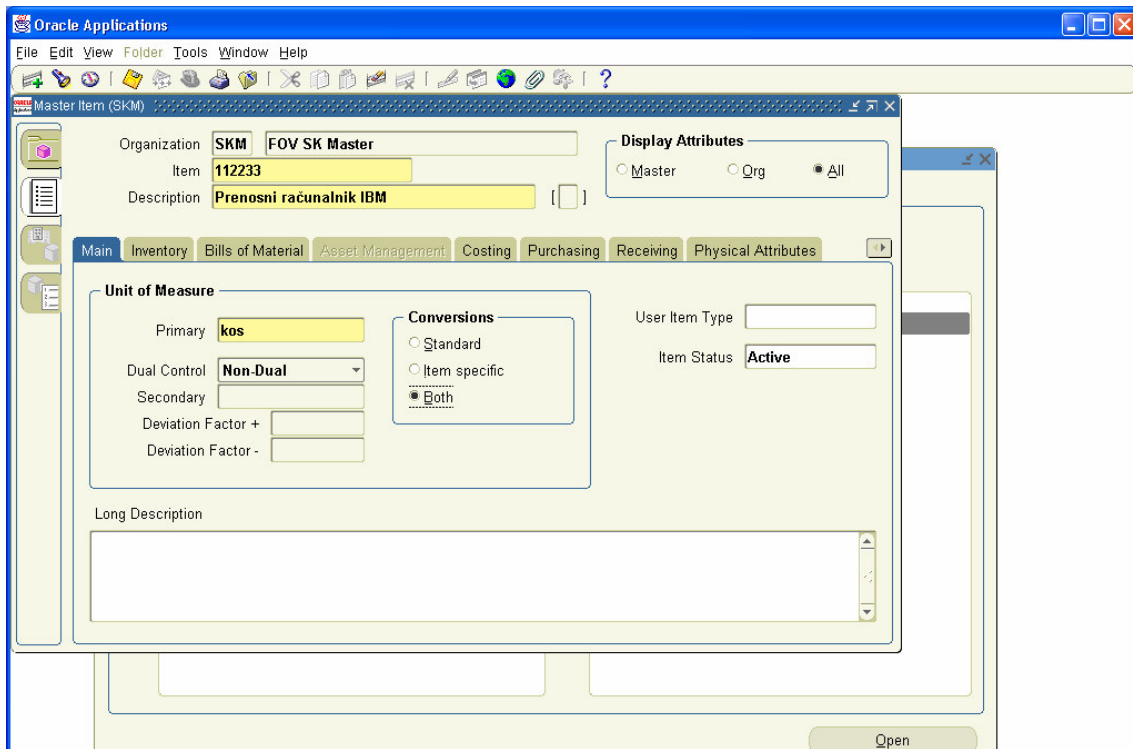 Oracle Applications
File Edit View Folder Tools Window Help
Master Item (SKM)
Organization SKM FOV SK Master
Item 112233
Description Prenosni računalnik IBM [ ]
Display Attributes
Master Org All
Main Inventory Bills of Material Asset Management Costing Purchasing Receiving Physical Attributes
Unit of Measure
Primary kos
Dual Control Non-Dual
Secondary
Deviation Factor +
Deviation Factor -
Conversions
Standard
Item specific
Both
User Item Type
Item Status Active
Long Description
Open